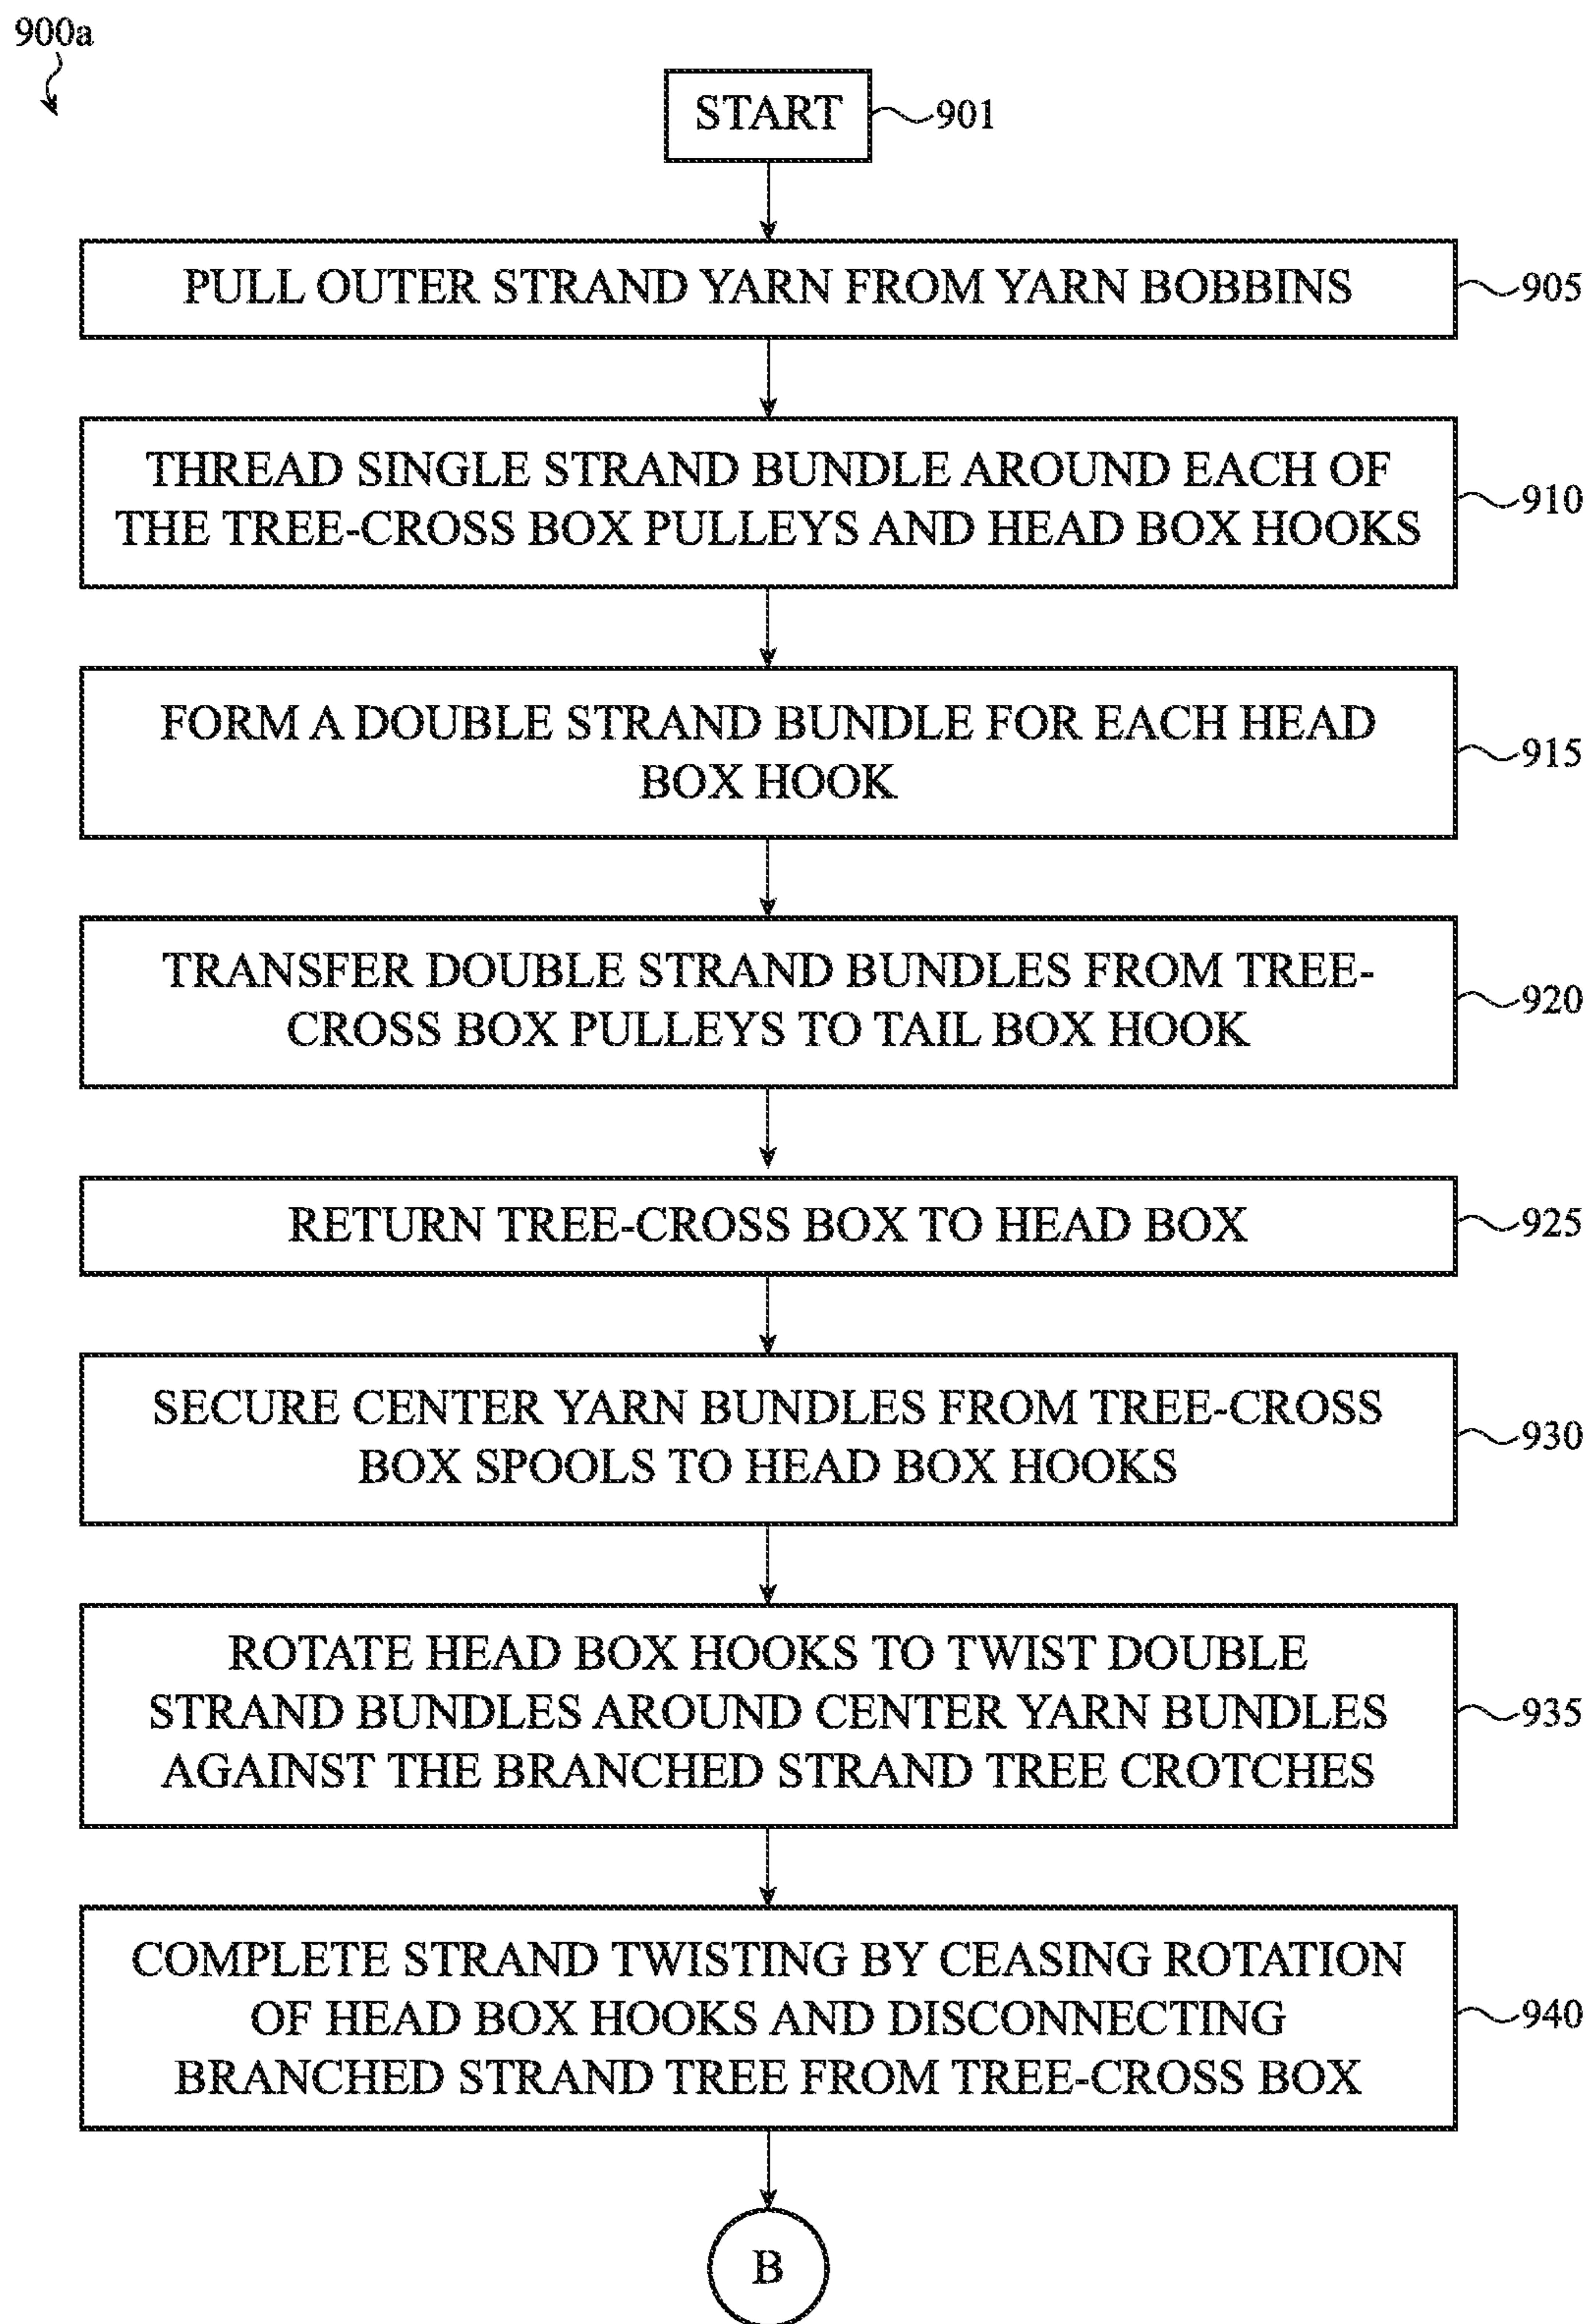 900a
START
901
PULL OUTER STRAND YARN FROM YARN BOBBINS
905
THREAD SINGLE STRAND BUNDLE AROUND EACH OF
THE TREE-CROSS BOX PULLEYS AND HEAD BOX HOOKS
910
FORM A DOUBLE STRAND BUNDLE FOR EACH HEAD
BOX HOOK
915
TRANSFER DOUBLE STRAND BUNDLES FROM TREE-
CROSS BOX PULLEYS TO TAIL BOX HOOK
920
RETURN TREE-CROSS BOX TO HEAD BOX
925
SECURE CENTER YARN BUNDLES FROM TREE-CROSS
BOX SPOOLS TO HEAD BOX HOOKS
930
ROTATE HEAD BOX HOOKS TO TWIST DOUBLE
STRAND BUNDLES AROUND CENTER YARN BUNDLES
AGAINST THE BRANCHED STRAND TREE CROTCHES
935
COMPLETE STRAND TWISTING BY CEASING ROTATION
OF HEAD BOX HOOKS AND DISCONNECTING
BRANCHED STRAND TREE FROM TREE-CROSS BOX
940
B